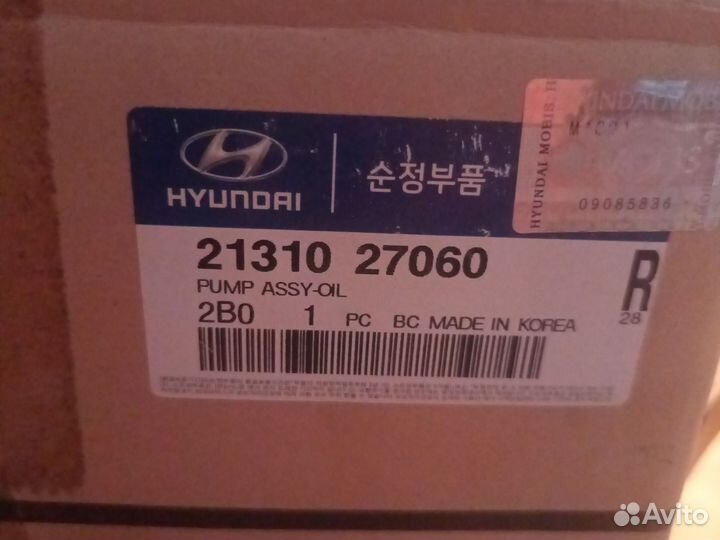 HYUNDAI
순정부품
HYUNDAI MOBIS. H
M1001
09085836
21310 27060
PUMP ASSY-OIL
R
28
2B0 1 PC BC MADE IN KOREA
Avito